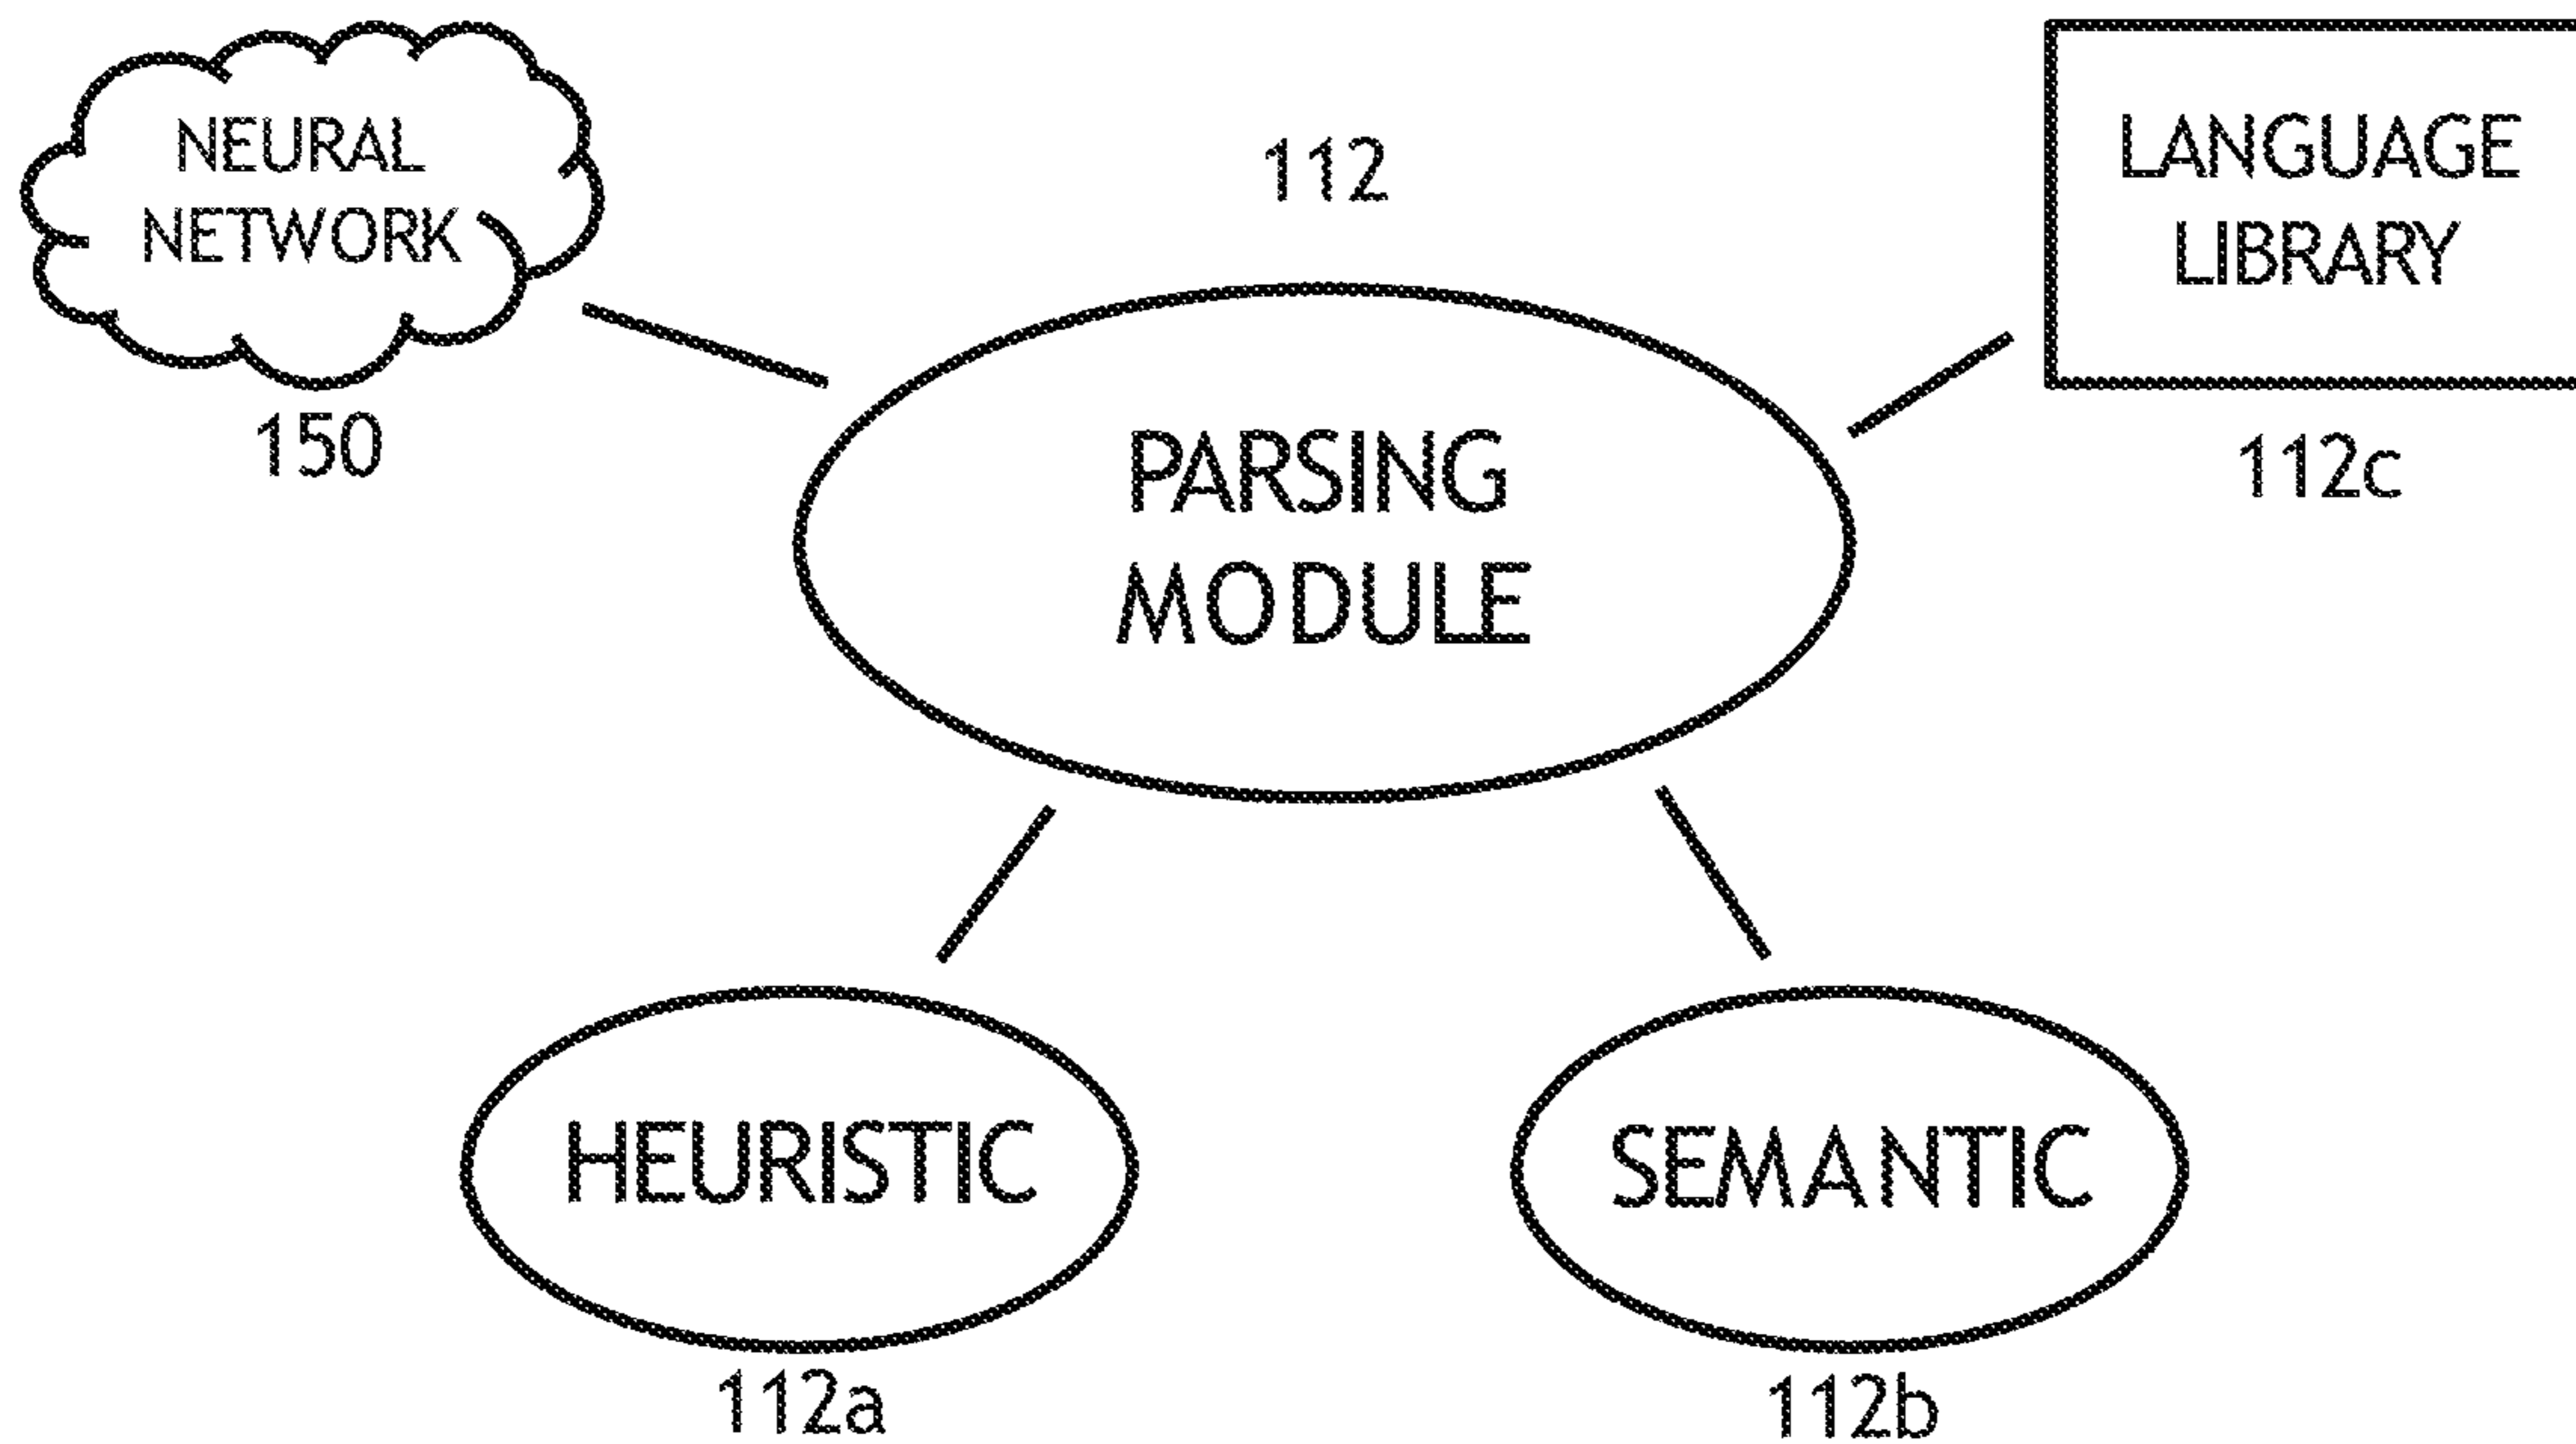 NEURAL
NETWORK
150
112
LANGUAGE
LIBRARY
112c
PARSING
MODULE
HEURISTIC
112a
SEMANTIC
112b